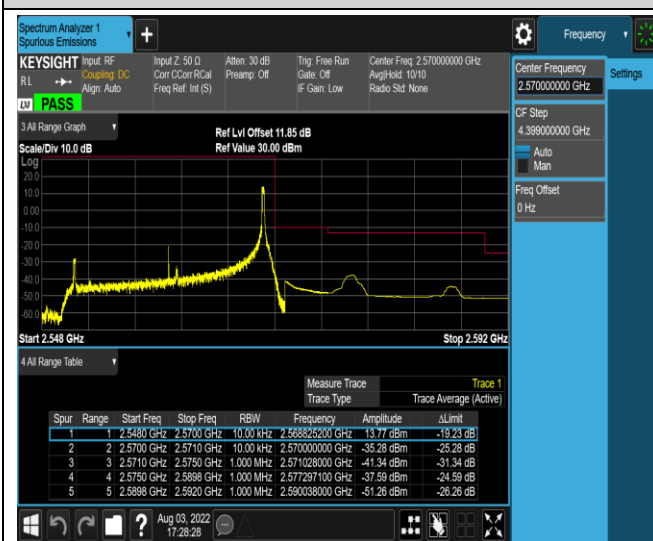 Spectrum Analyzer 1
Spurious Emissions
Frequency
KEYSIGHT
RL
Input: RF
Coupling: DC
Align: Auto
Input Z: 50 Ω
Corr CCorr RCal
Freq Ref: Int (S)
Atten: 30 dB
Preamp: Off
Trig: Free Run
Gate: Off
IF Gain: Low
Center Freq: 2.570000000 GHz
Avg|Hold: 10/10
Radio Std: None
LXI PASS
Center Frequency
2.570000000 GHz
Settings
CF Step
4.399000000 GHz
Auto
Man
Freq Offset
0 Hz
3 All Range Graph
Ref Lvl Offset 11.85 dB
Scale/Div 10.0 dB
Ref Value 30.00 dBm
Log
20.0
10.0
0.00
-10.0
-20.0
-30.0
-40.0
-50.0
-60.0
Start 2.548 GHz
Stop 2.592 GHz
4 All Range Table
Measure Trace Trace 1
Trace Type Trace Average (Active)
Spur Range Start Freq Stop Freq RBW Frequency Amplitude ΔLimit
1 1 2.5480 GHz 2.5700 GHz 10.00 kHz 2.568825200 GHz 13.77 dBm -19.23 dB
2 2 2.5700 GHz 2.5710 GHz 10.00 kHz 2.570000000 GHz -35.28 dBm -25.28 dB
3 3 2.5710 GHz 2.5750 GHz 1.000 MHz 2.571028000 GHz -41.34 dBm -31.34 dB
4 4 2.5750 GHz 2.5898 GHz 1.000 MHz 2.577297100 GHz -37.59 dBm -24.59 dB
5 5 2.5898 GHz 2.5920 GHz 1.000 MHz 2.590038000 GHz -51.26 dBm -26.26 dB
?
Aug 03, 2022
17:28:28